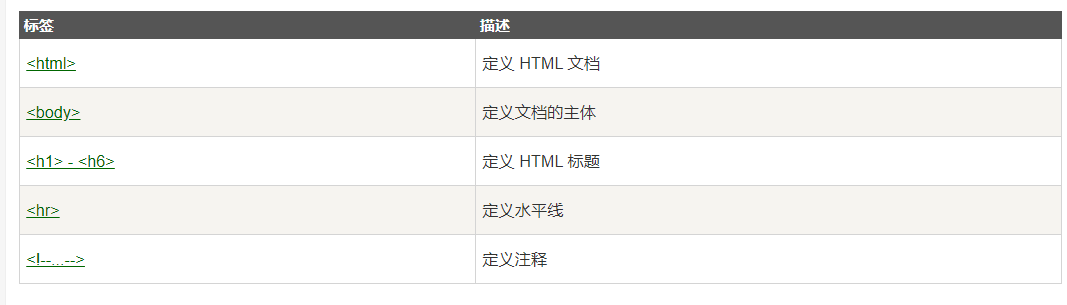 标签 描述
<html> 定义 HTML 文档
<body> 定义文档的主体
<h1> - <h6> 定义 HTML 标题
<hr> 定义水平线
<!--...--> 定义注释